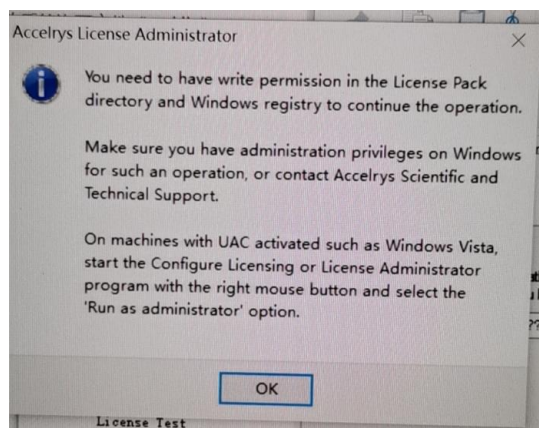 Accelrys License Administrator
You need to have write permission in the License Pack
directory and Windows registry to continue the operation.
Make sure you have administration privileges on Windows
for such an operation, or contact Accelrys Scientific and
Technical Support.
On machines with UAC activated such as Windows Vista,
start the Configure Licensing or License Administrator
program with the right mouse button and select the
'Run as administrator' option.
OK
License Test